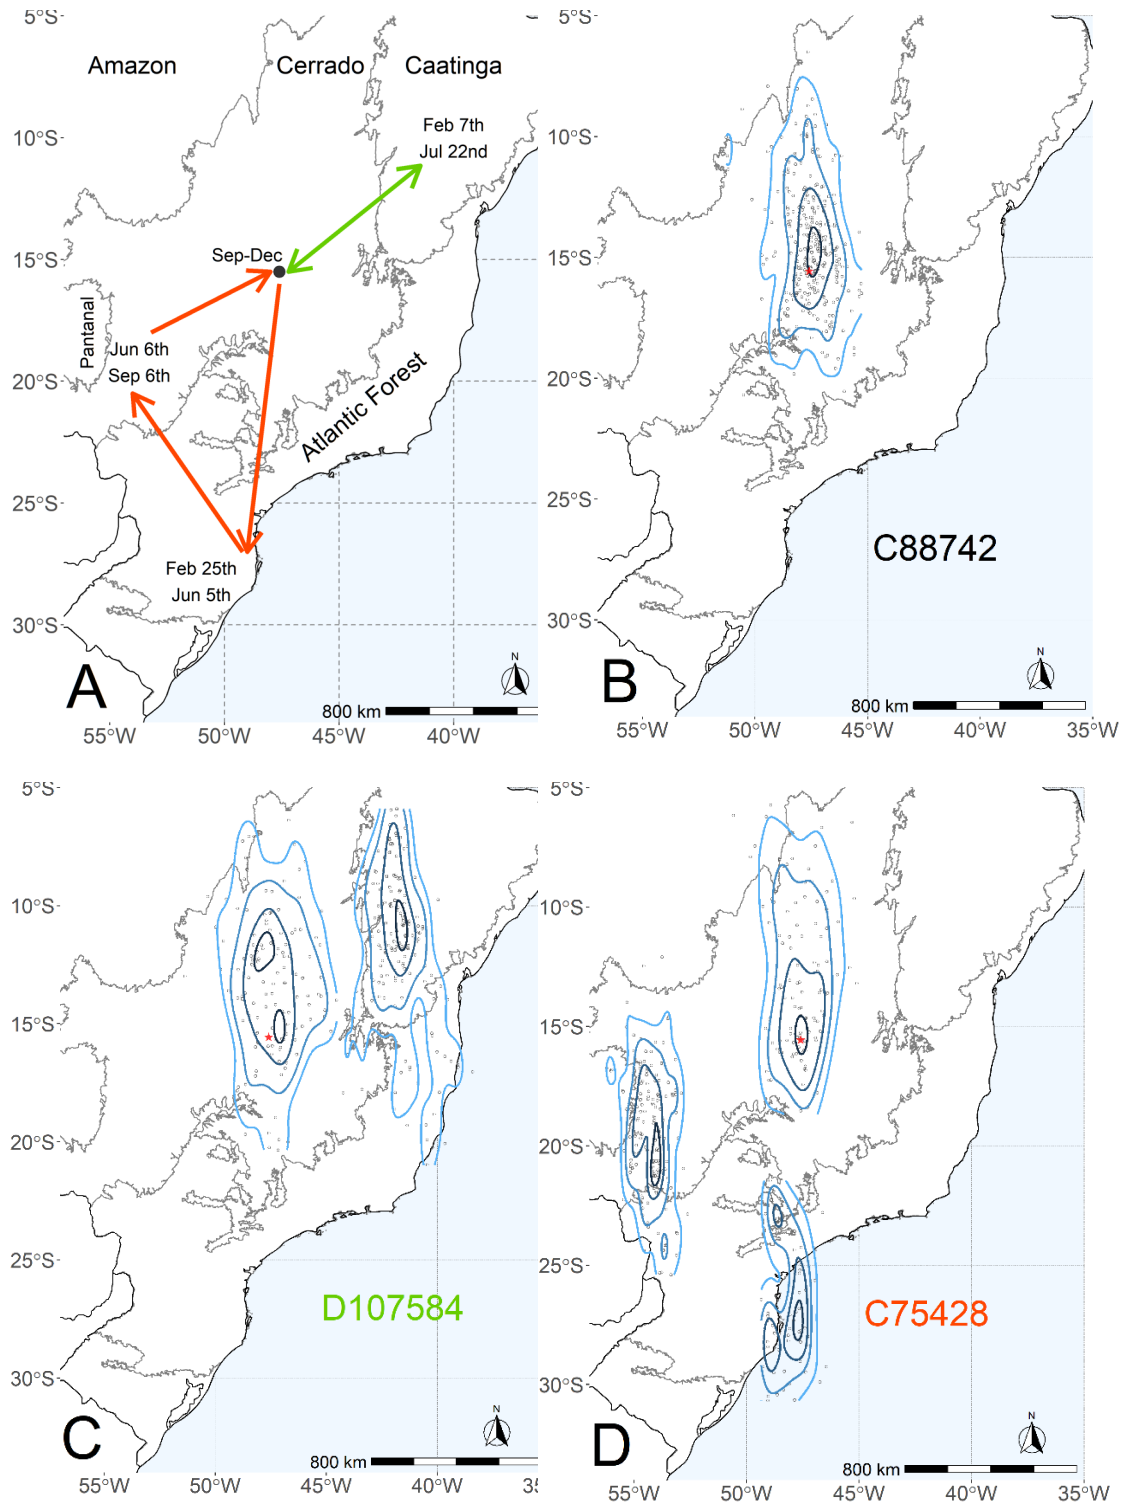 5°S
Amazon
Cerrado
Caatinga
Feb 7th
10°S
Jul 22nd
15°S
Sep-Dec
Pantanal
Jun 6th
Sep 6th
20°S
Atlantic Forest
25°S
Feb 25th
Jun 5th
30°S
A
N
800 km
55°W 50°W 45°W 40°W
5°S
10°S
15°S
20°S
25°S
C88742
30°S
B
N
800 km
55°W 50°W 45°W 40°W 35°W
5°S
10°S
15°S
20°S
25°S
D107584
30°S
C
N
800 km
55°W 50°W 45°W 40°W
5°S
10°S
15°S
20°S
25°S
C75428
30°S
D
N
800 km
55°W 50°W 45°W 40°W 35°W